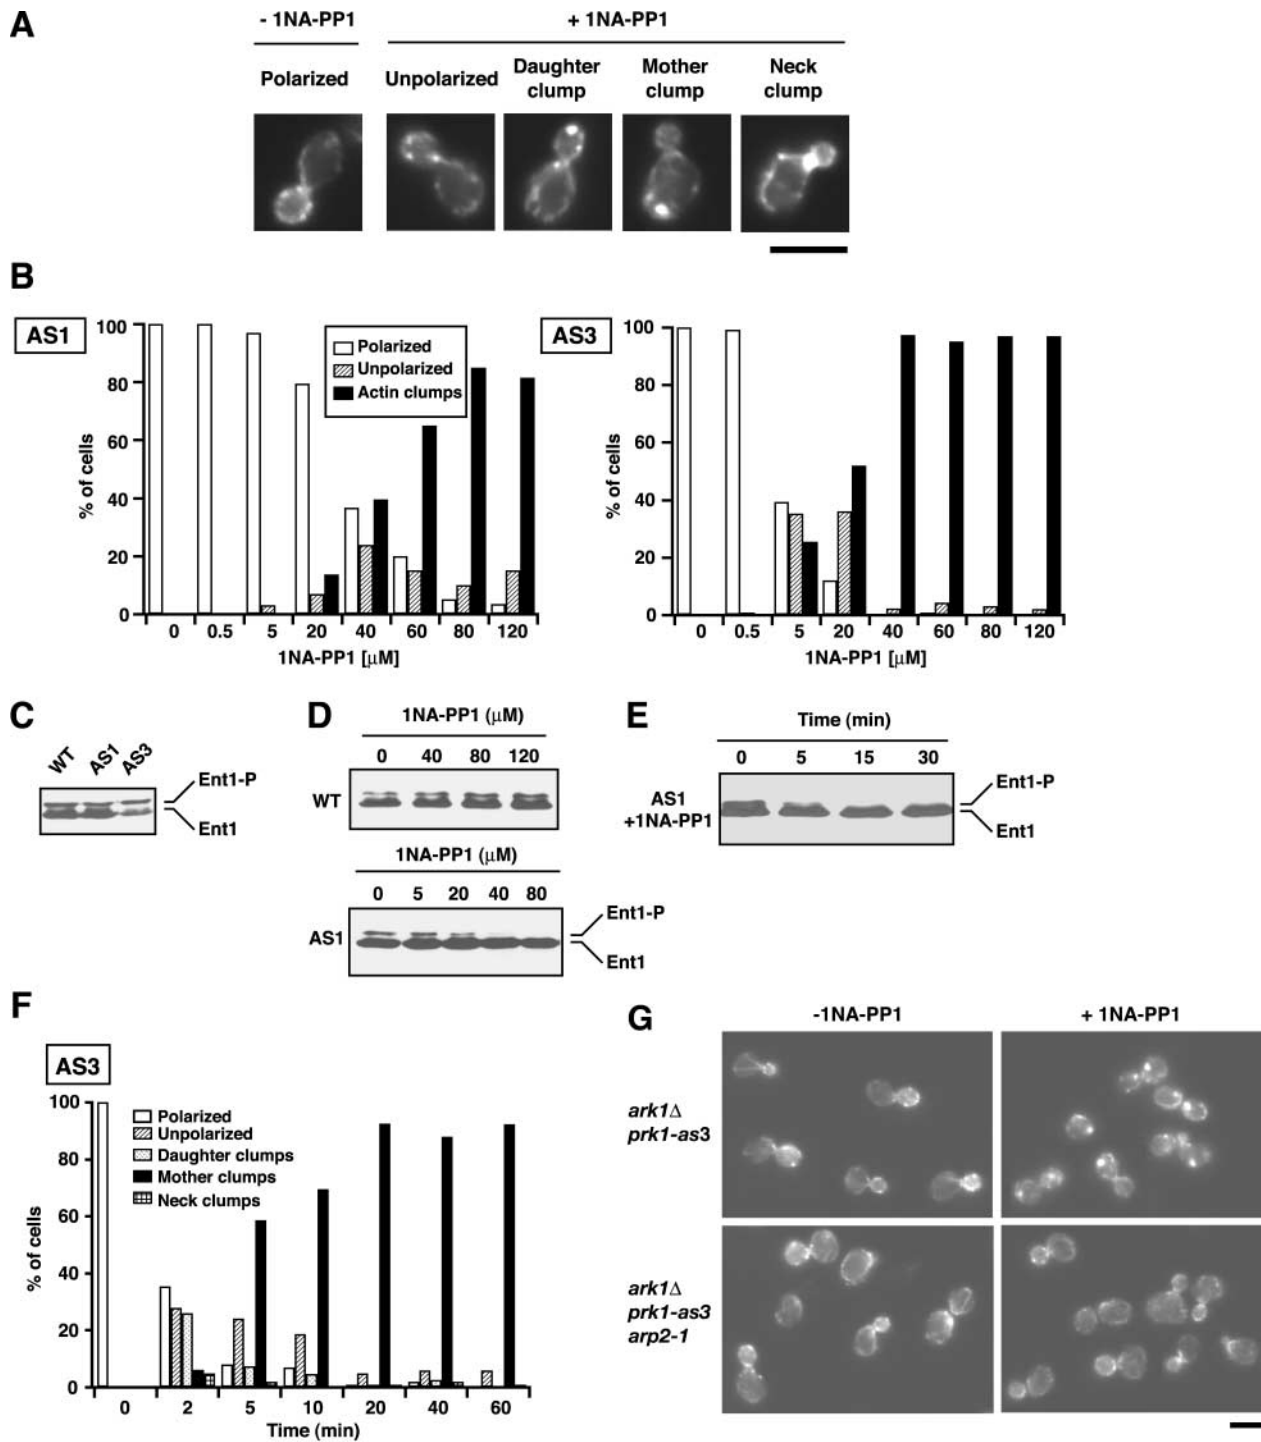 A
- 1NA-PP1
+ 1NA-PP1
Polarized
Unpolarized
Daughter
clump
Mother
clump
Neck
clump
B
AS1
100
80
60
40
20
0
% of cells
Polarized
Unpolarized
Actin clumps
0 0.5 5 20 40 60 80 120
1NA-PP1 [μM]
AS3
100
80
60
40
20
0
% of cells
0 0.5 5 20 40 60 80 120
1NA-PP1 [μM]
C
WT AS1 AS3
Ent1-P
Ent1
D
1NA-PP1 (μM)
0 40 80 120
WT
1NA-PP1 (μM)
0 5 20 40 80
AS1
Ent1-P
Ent1
E
Time (min)
0 5 15 30
AS1
+1NA-PP1
Ent1-P
Ent1
F
AS3
100
80
60
40
20
0
% of cells
Polarized
Unpolarized
Daughter clumps
Mother clumps
Neck clumps
0 2 5 10 20 40 60
Time (min)
G
-1NA-PP1
+ 1NA-PP1
ark1Δ
prk1-as3
ark1Δ
prk1-as3
arp2-1